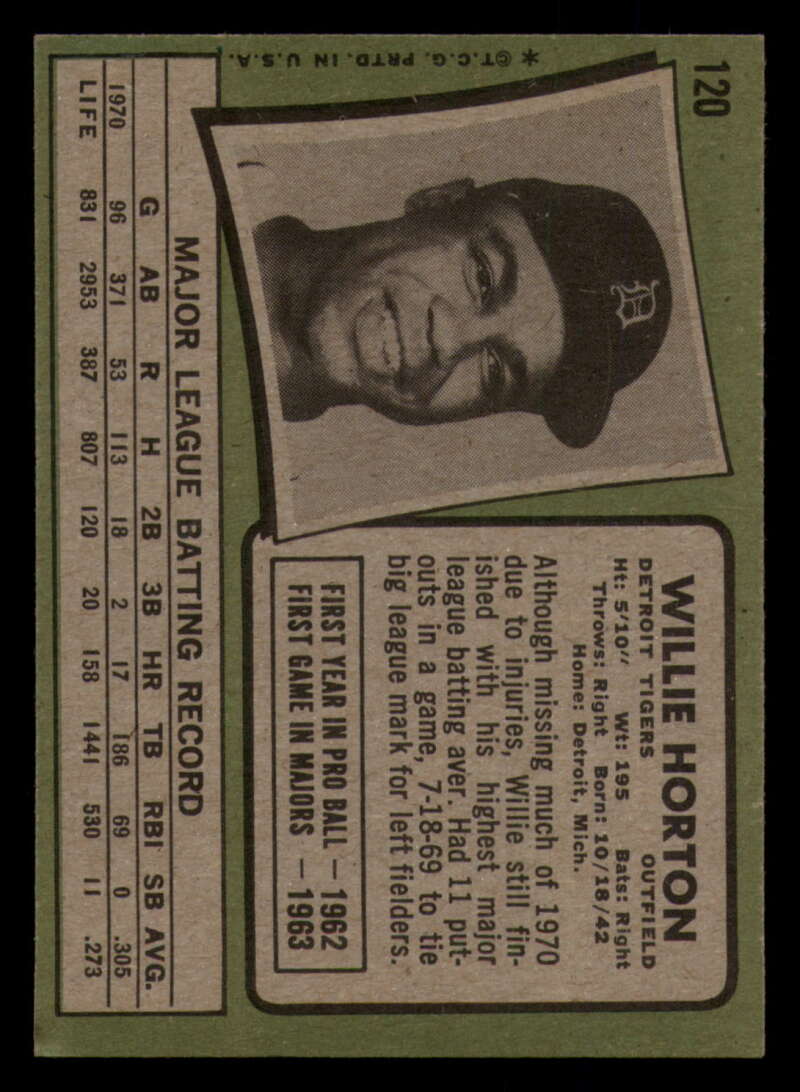 120
D
WILLIE HORTON
DETROIT TIGERS OUTFIELD
Ht: 5'10" Wt: 195 Bats: Right
Throws: Right Born: 10/18/42
Home: Detroit, Mich.
Although missing much of 1970
due to injuries, Willie still fin-
ished with his highest major
league batting aver. Had 11 put-
outs in a game, 7-18-69 to tie
big league mark for left fielders.
FIRST YEAR IN PRO BALL — 1962
FIRST GAME IN MAJORS — 1963
MAJOR LEAGUE BATTING RECORD
G AB R H 2B 3B HR TB RBI SB AVG.
1970 96 371 53 113 18 2 17 186 69 0 .305
LIFE 831 2953 387 807 120 20 158 1441 530 11 .273
* © T.C.G. PRTD. IN U.S.A.